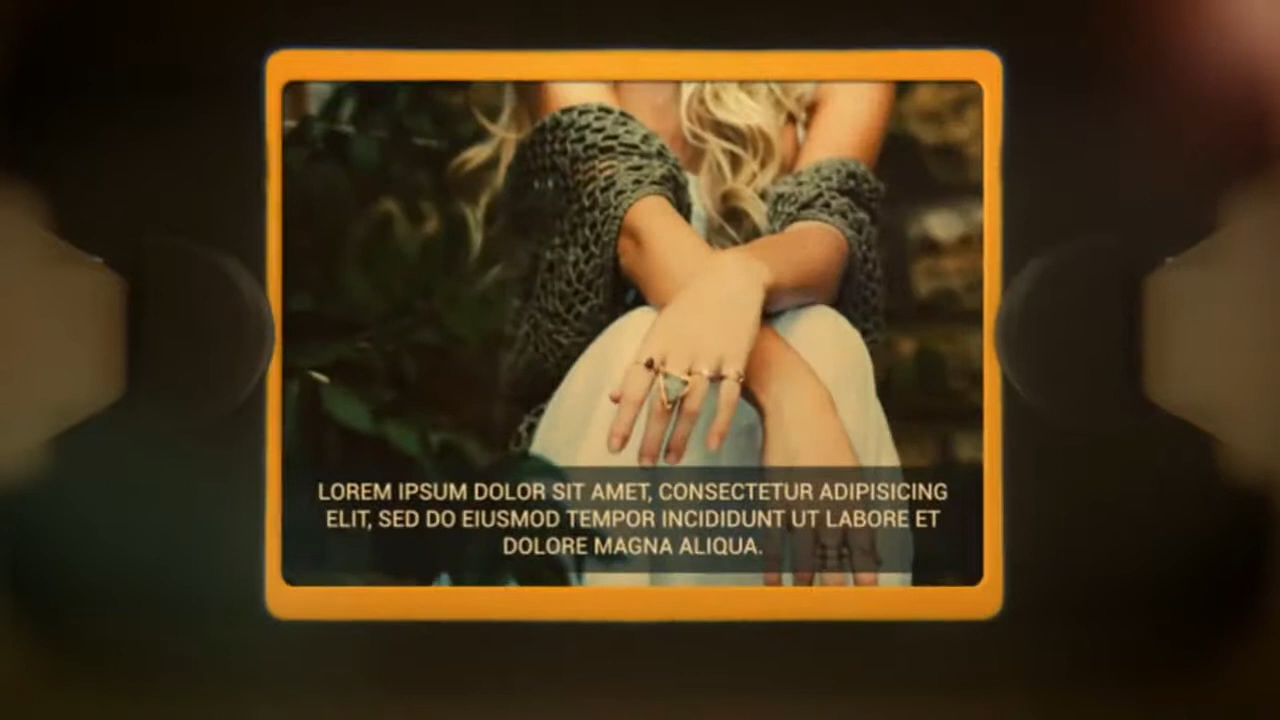 LOREM IPSUM DOLOR SIT AMET, CONSECTETUR ADIPISICING
ELIT, SED DO EIUSMOD TEMPOR INCIDIDUNT UT LABORE ET
DOLORE MAGNA ALIQUA.